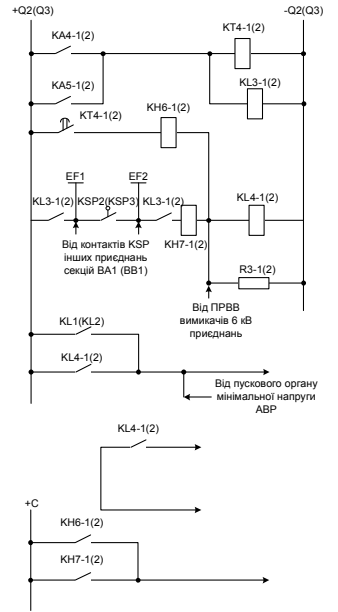 +Q2(Q3)
-Q2(Q3)
KA4-1(2)
KT4-1(2)
KA5-1(2)
KL3-1(2)
KT4-1(2)
KH6-1(2)
EF1
EF2
KL3-1(2)
KSP2(KSP3)
KL3-1(2)
KL4-1(2)
KH7-1(2)
Від контактів KSP
інших приєднань
секцій BA1 (BB1)
R3-1(2)
Від ПРВВ
вимикачів 6 кВ
приєднань
KL1(KL2)
KL4-1(2)
Від пускового органу
мінімальної напруги
АВР
KL4-1(2)
+C
KH6-1(2)
KH7-1(2)